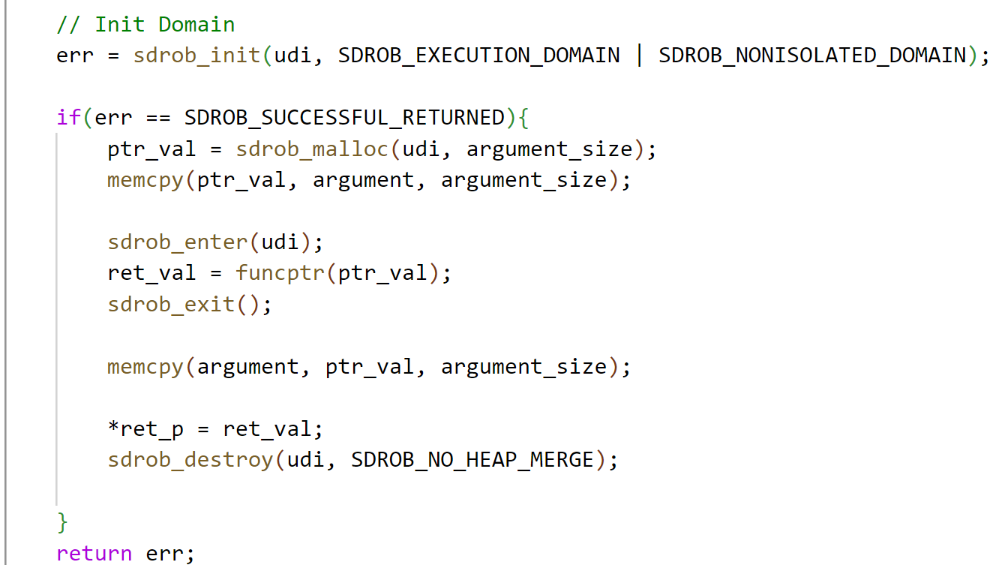 // Init Domain
err = sdrob_init(udi, SDROB_EXECUTION_DOMAIN | SDROB_NONISOLATED_DOMAIN);
if(err == SDROB_SUCCESSFUL_RETURNED){
ptr_val = sdrob_malloc(udi, argument_size);
memcpy(ptr_val, argument, argument_size);
sdrob_enter(udi);
ret_val = funcptr(ptr_val);
sdrob_exit();
memcpy(argument, ptr_val, argument_size);
*ret_p = ret_val;
sdrob_destroy(udi, SDROB_NO_HEAP_MERGE);
}
return err;